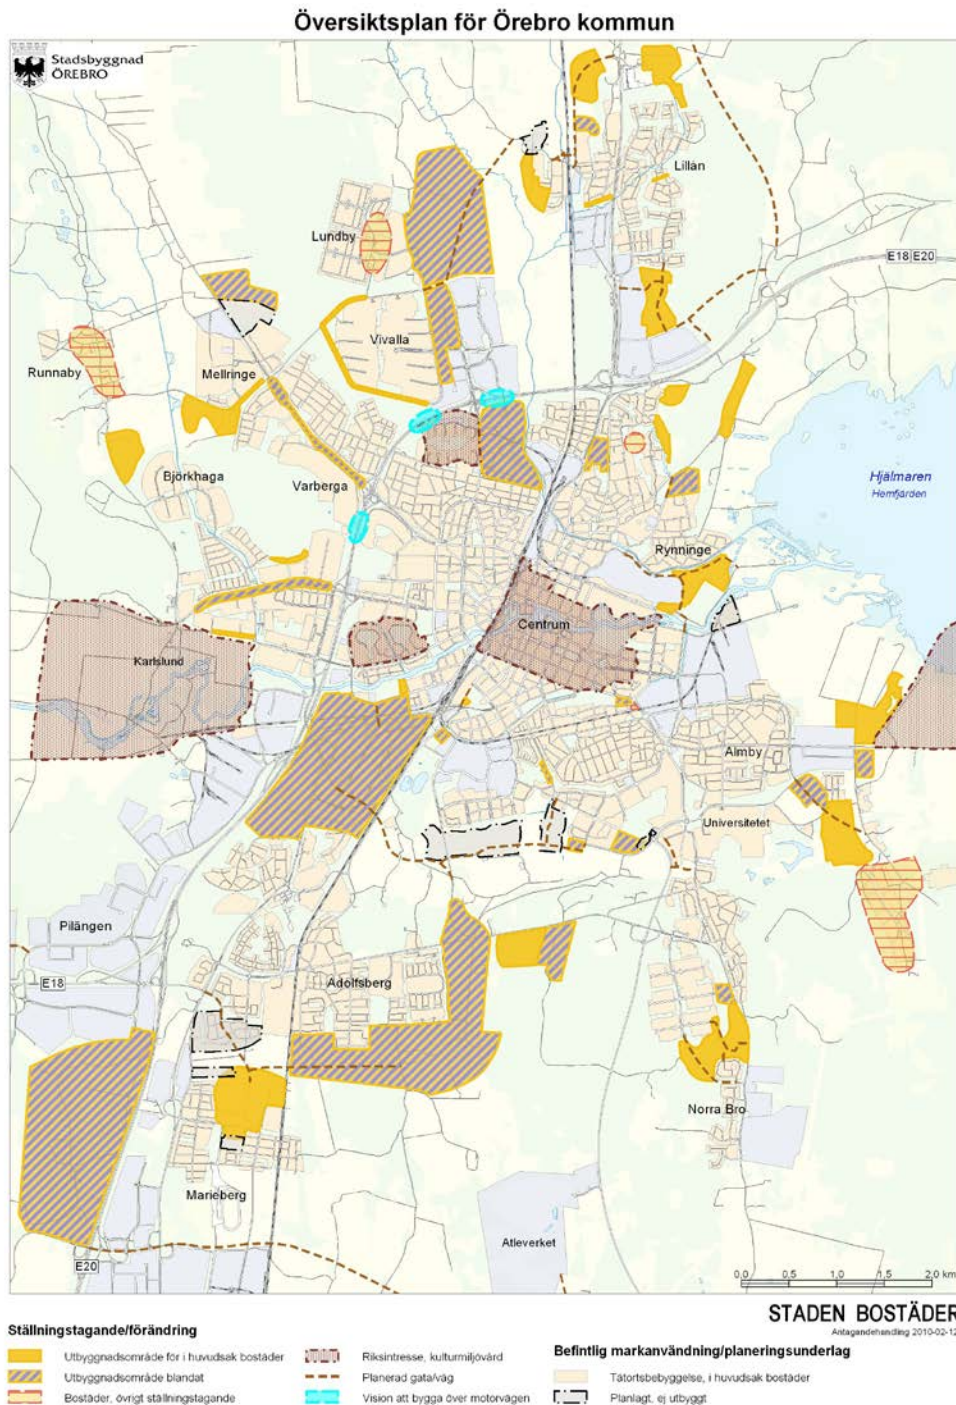 Översiktsplan för Örebro kommun
Stadsbyggnad
ÖREBRO
Lillån
Lundby
E18 E20
Vivalla
Runnaby
Mellringe
Björkhaga
Varberga
Hjälmaren
Hemfjärden
Rynninge
Centrum
Karlslund
Almby
Universitetet
Pilängen
E18
Adolfsberg
Norra Bro
Marieberg
Atleverket
E20
0,0 0,5 1,0 1,5 2,0 km
STADEN BOSTÄDER
Antagandehandling 2010-02-12
Ställningstagande/förändring
Utbyggnadsområde för i huvudsak bostäder
Utbyggnadsområde blandat
Bostäder, övrigt ställningstagande
Riksintresse, kulturmiljövård
Planerad gata/väg
Vision att bygga över motorvägen
Befintlig markanvändning/planeringsunderlag
Tätortsbebyggelse, i huvudsak bostäder
Planlagt, ej utbyggt